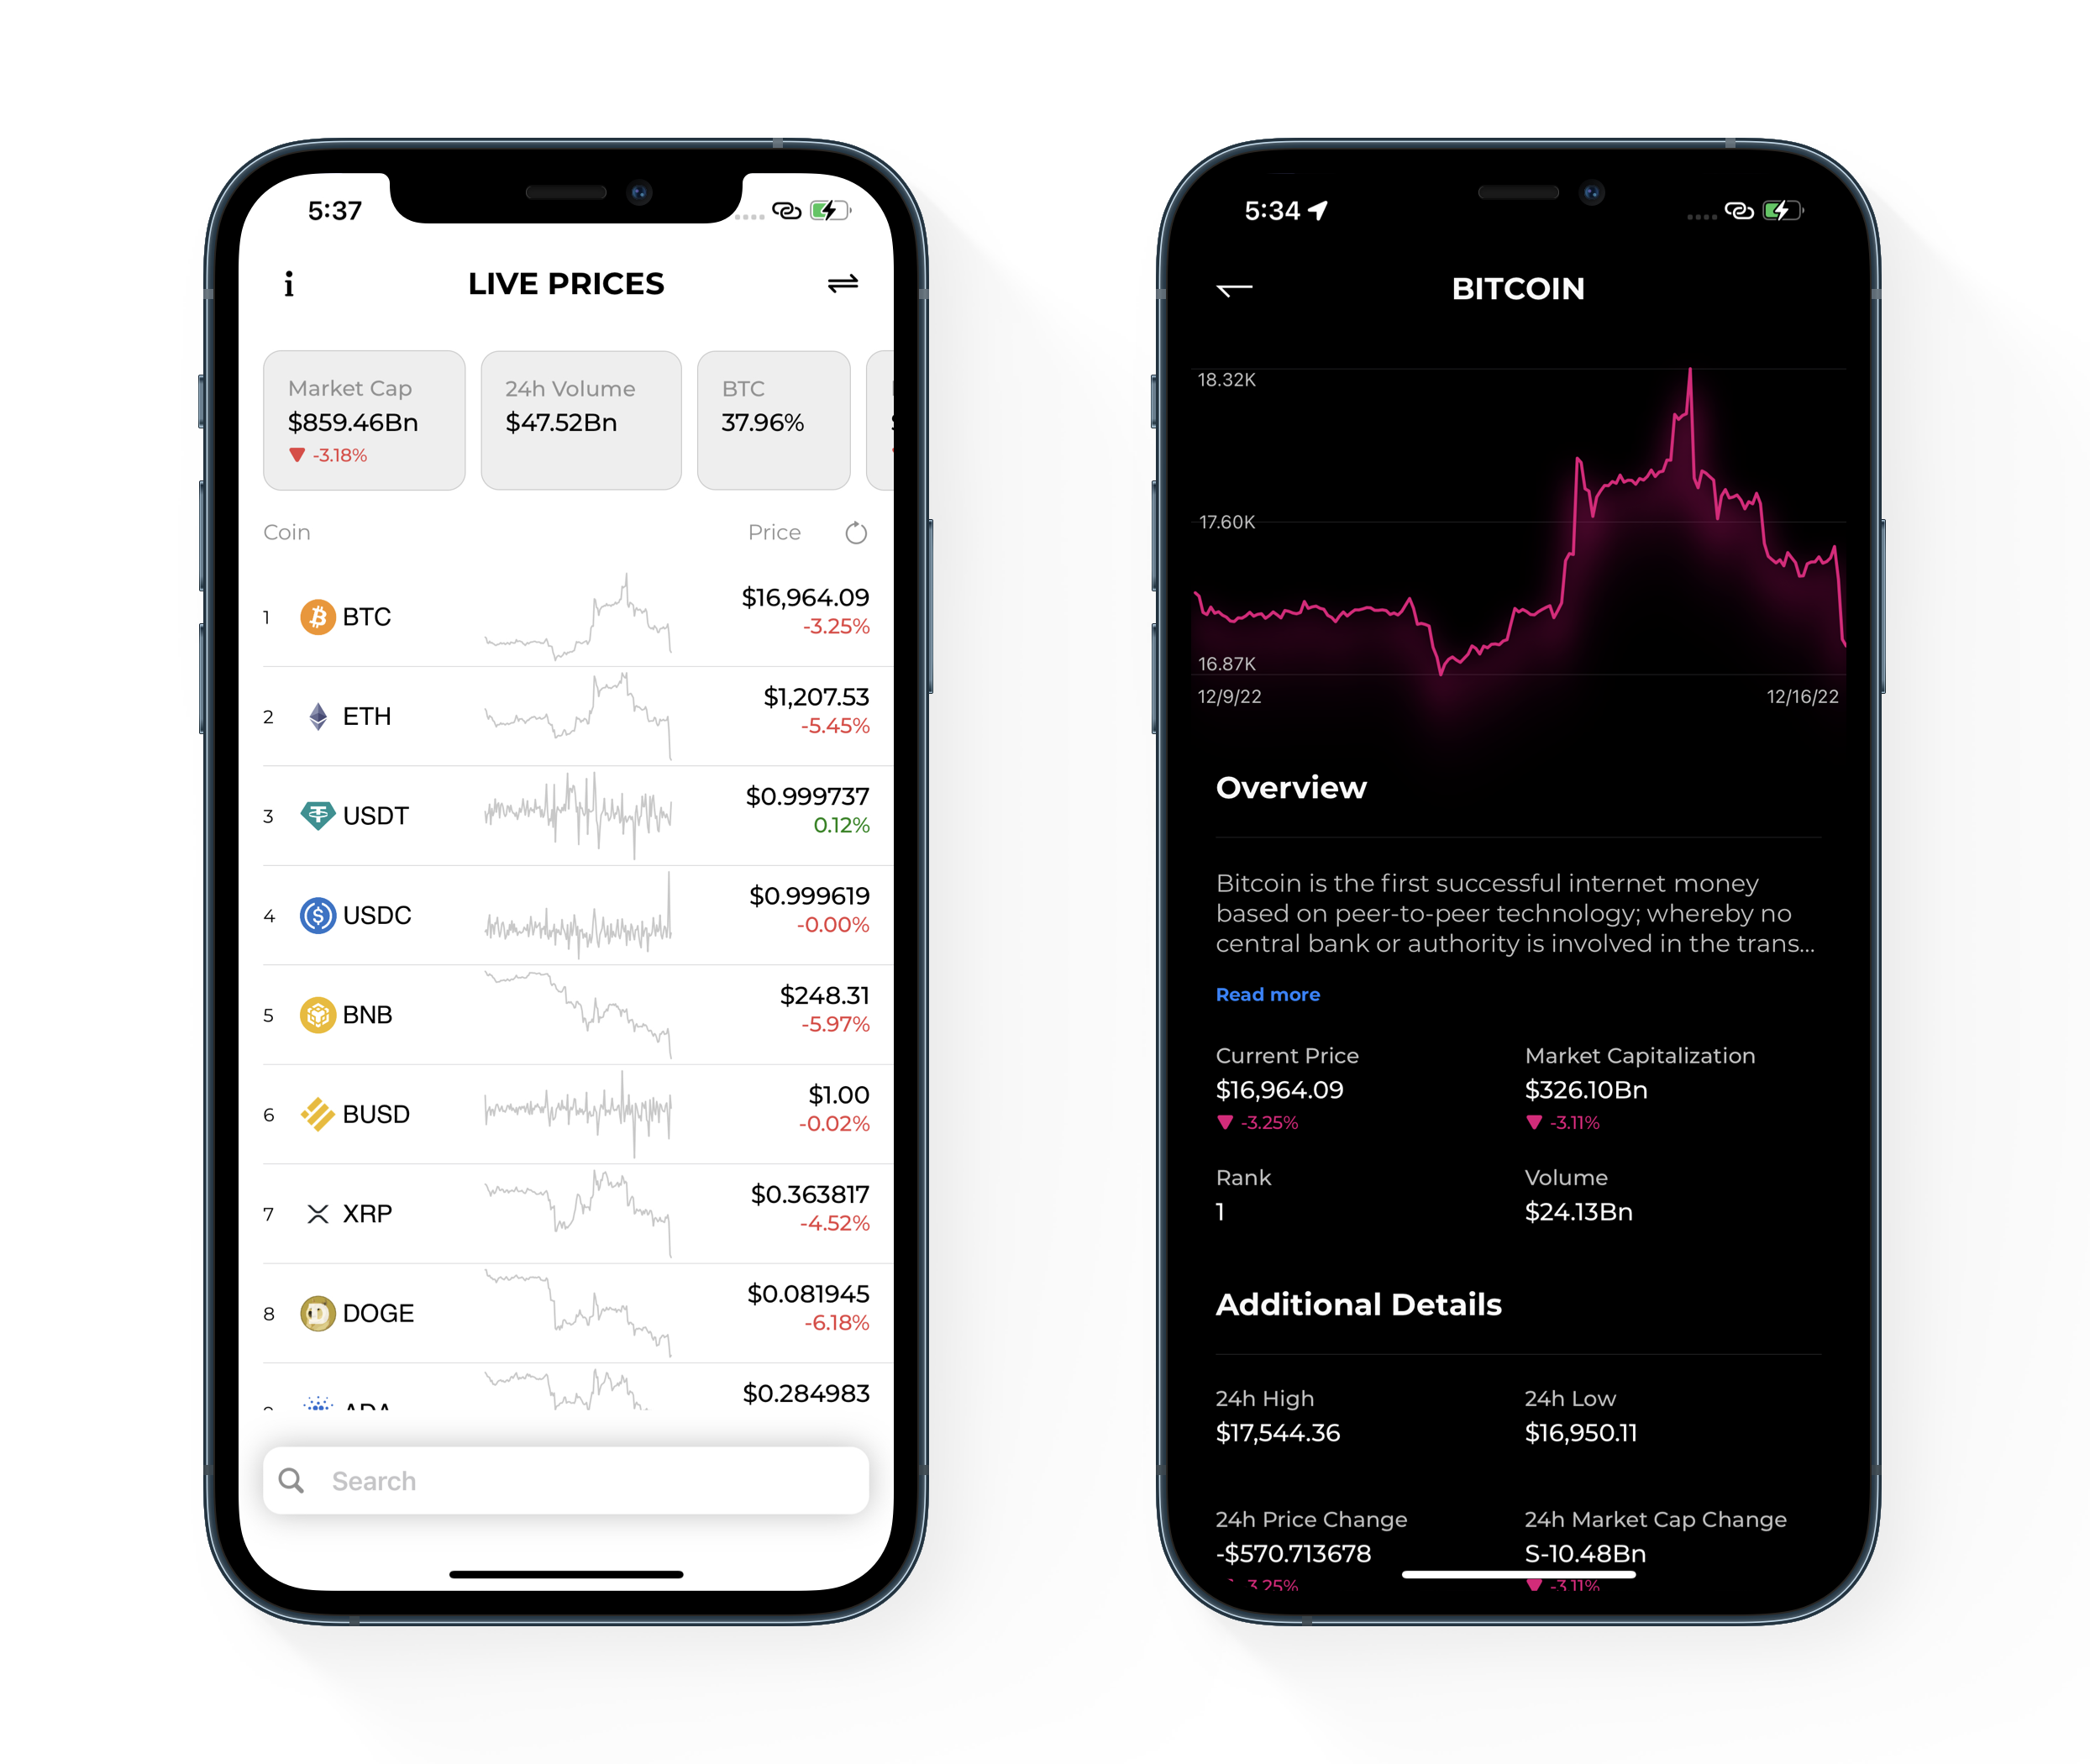 5:37
LIVE PRICES
Market Cap
$859.46Bn
-3.18%
24h Volume
$47.52Bn
BTC
37.96%
Coin Price
1 BTC $16,964.09
-3.25%
2 ETH $1,207.53
-5.45%
3 USDT $0.999737
0.12%
4 USDC $0.999619
-0.00%
5 BNB $248.31
-5.97%
6 BUSD $1.00
-0.02%
7 XRP $0.363817
-4.52%
8 DOGE $0.081945
-6.18%
ADA $0.284983
Search
5:34
BITCOIN
18.32K
17.60K
16.87K
12/9/22 12/16/22
Overview
Bitcoin is the first successful internet money
based on peer-to-peer technology; whereby no
central bank or authority is involved in the trans...
Read more
Current Price
$16,964.09
-3.25%
Market Capitalization
$326.10Bn
-3.11%
Rank
1
Volume
$24.13Bn
Additional Details
24h High
$17,544.36
24h Low
$16,950.11
24h Price Change
-$570.713678
3.25%
24h Market Cap Change
S-10.48Bn
-3.11%